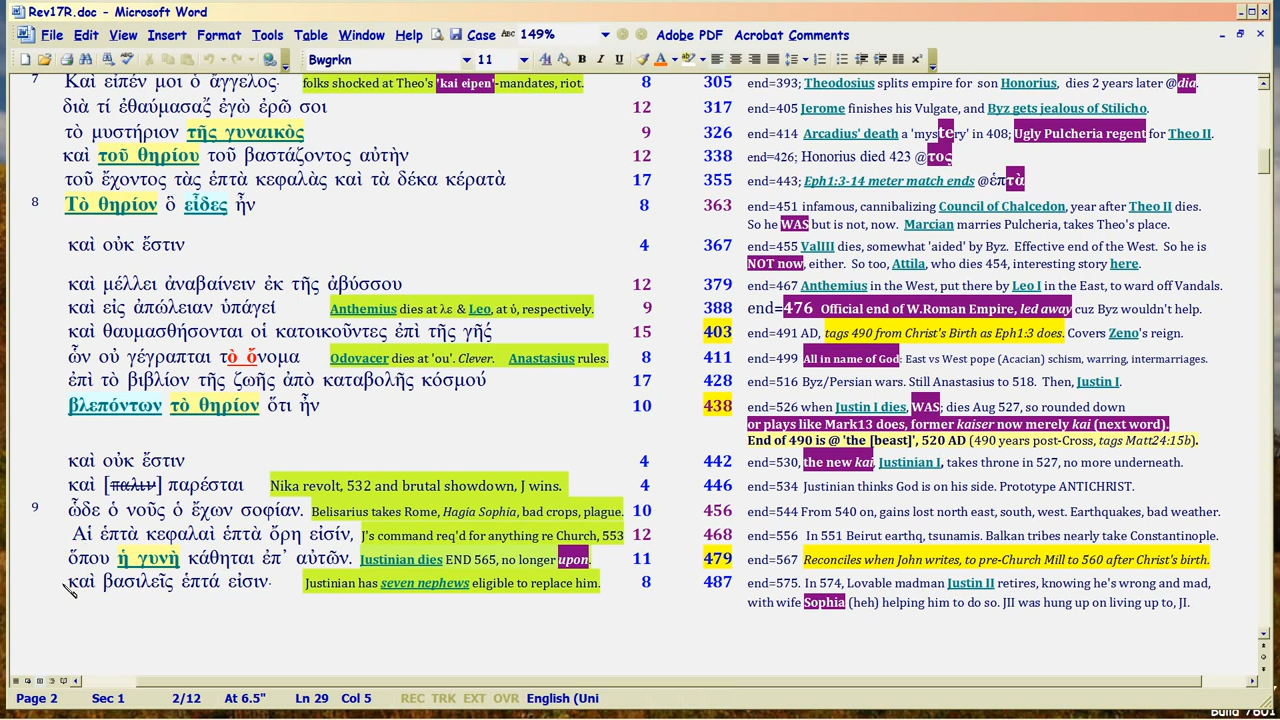 Rev17R.doc - Microsoft Word
File Edit View Insert Format Tools Table Window Help Case ABC 149% Adobe PDF Acrobat Comments
Bwgrkn 11 B I U
7 Καὶ εἶπέν μοι ὁ ἄγγελος· folks shocked at Theo's 'kai eipen'-mandates, riot. 8 305 end=393; Theodosius splits empire for son Honorius, dies 2 years later @dia.
διὰ τί ἐθαύμασαζ ἐγὼ ἐρῶ σοι 12 317 end=405 Jerome finishes his Vulgate, and Byz gets jealous of Stilicho.
τὸ μυστήριον τῆς γυναικὸς 9 326 end=414 Arcadius' death a 'mystery' in 408; Ugly Pulcheria regent for Theo II.
καὶ τοῦ θηρίου τοῦ βαστάζοντος αὐτὴν 12 338 end=426; Honorius died 423 @τος
τοῦ ἔχοντος τὰς ἑπτὰ κεφαλὰς καὶ τὰ δέκα κέρατὰ 17 355 end=443; Eph1:3-14 meter match ends @ἑπτὰ
8 Τὸ θηρίον ὃ εἶδες ἦν 8 363 end=451 infamous, cannibalizing Council of Chalcedon, year after Theo II dies.
So he WAS but is not, now. Marcian marries Pulcheria, takes Theo's place.
καὶ οὐκ ἔστιν 4 367 end=455 ValIII dies, somewhat 'aided' by Byz. Effective end of the West. So he is
NOT now, either. So too, Attila, who dies 454, interesting story here.
καὶ μέλλει ἀναβαίνειν ἐκ τῆς ἀβύσσου 12 379 end=467 Anthemius in the West, put there by Leo I in the East, to ward off Vandals.
καὶ εἰς ἀπώλειαν ὑπάγεί Anthemius dies at λε & Leo, at ύ, respectively. 9 388 end=476 Official end of W.Roman Empire, led away cuz Byz wouldn't help.
καὶ θαυμασθήσονται οἱ κατοικοῦντες ἐπὶ τῆς γῆς 15 403 end=491 AD, tags 490 from Christ's Birth as Eph1:3 does. Covers Zeno's reign.
ὧν οὐ γέγραπται τὸ ὄνομα Odovacer dies at 'ou'. Clever. Anastasius rules. 8 411 end=499 All in name of God: East vs West pope (Acacian) schism, warring, intermarriages.
ἐπὶ τὸ βιβλίον τῆς ζωῆς ἀπὸ καταβολῆς κόσμού 17 428 end=516 Byz/Persian wars. Still Anastasius to 518. Then, Justin I.
βλεπόντων τὸ θηρίον ὅτι ἦν 10 438 end=526 when Justin I dies, WAS; dies Aug 527, so rounded down
or plays like Mark13 does, former kaiser now merely kai (next word).
End of 490 is @ 'the [beast]', 520 AD (490 years post-Cross, tags Matt24:15b).
καὶ οὐκ ἔστιν 4 442 end=530, the new kai, Justinian I, takes throne in 527, no more underneath.
καὶ [παλιν] παρέσται Nika revolt, 532 and brutal showdown, J wins. 4 446 end=534 Justinian thinks God is on his side. Prototype ANTICHRIST.
9 ὧδε ὁ νοῦς ὁ ἔχων σοφίαν. Belisarius takes Rome, Hagia Sophia, bad crops, plague. 10 456 end=544 From 540 on, gains lost north east, south, west. Earthquakes, bad weather.
Αἱ ἑπτὰ κεφαλαὶ ἑπτὰ ὄρη εἰσίν, J's command req'd for anything re Church, 553 12 468 end=556 In 551 Beirut earthq, tsunamis. Balkan tribes nearly take Constantinople.
ὅπου ἡ γυνὴ κάθηται ἐπ' αὐτῶν. Justinian dies END 565, no longer upon. 11 479 end=567 Reconciles when John writes, to pre-Church Mill to 560 after Christ's birth.
καὶ βασιλεῖς ἑπτά εἰσιν· Justinian has seven nephews eligible to replace him. 8 487 end=575. In 574, Lovable madman Justin II retires, knowing he's wrong and mad,
with wife Sophia (heh) helping him to do so. JII was hung up on living up to, JI.
Page 2 Sec 1 2/12 At 6.5" Ln 29 Col 5 REC TRK EXT OVR English (Uni
Build 7601